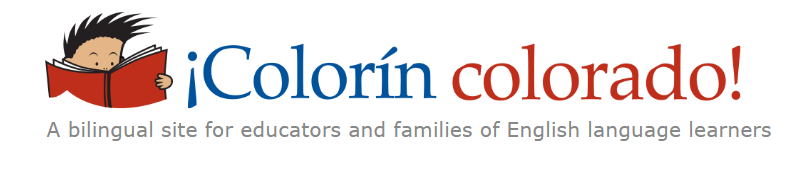 ¡Colorín colorado!
A bilingual site for educators and families of English language learners